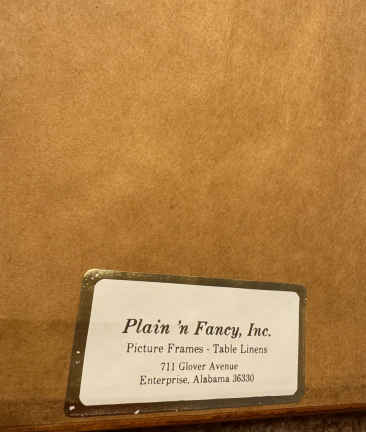 Plain 'n Fancy, Inc.
Picture Frames - Table Linens
711 Glover Avenue
Enterprise, Alabama 36330